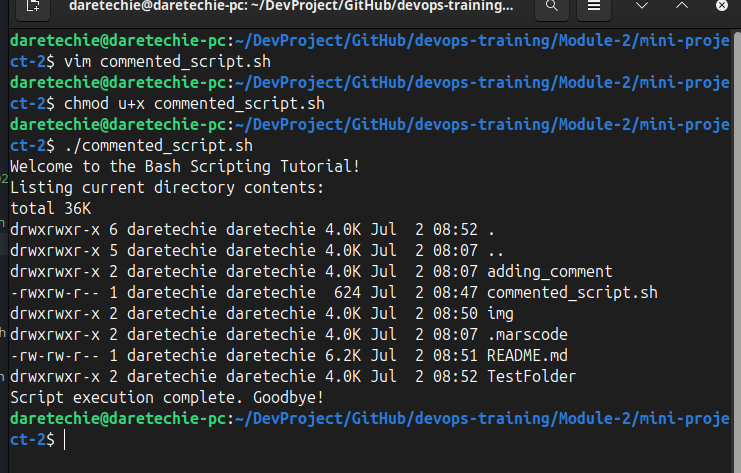 daretechie@daretechie-pc: ~/DevProject/GitHub/devops-training...
daretechie@daretechie-pc:~/DevProject/GitHub/devops-training/Module-2/mini-proje
ct-2$ vim commented_script.sh
daretechie@daretechie-pc:~/DevProject/GitHub/devops-training/Module-2/mini-proje
ct-2$ chmod u+x commented_script.sh
daretechie@daretechie-pc:~/DevProject/GitHub/devops-training/Module-2/mini-proje
ct-2$ ./commented_script.sh
Welcome to the Bash Scripting Tutorial!
Listing current directory contents:
total 36K
drwxrwxr-x 6 daretechie daretechie 4.0K Jul  2 08:52 .
drwxrwxr-x 5 daretechie daretechie 4.0K Jul  2 08:07 ..
drwxrwxr-x 2 daretechie daretechie 4.0K Jul  2 08:07 adding_comment
-rwxrw-r-- 1 daretechie daretechie  624 Jul  2 08:47 commented_script.sh
drwxrwxr-x 2 daretechie daretechie 4.0K Jul  2 08:50 img
drwxrwxr-x 2 daretechie daretechie 4.0K Jul  2 08:07 .marscode
-rw-rw-r-- 1 daretechie daretechie 6.2K Jul  2 08:51 README.md
drwxrwxr-x 2 daretechie daretechie 4.0K Jul  2 08:52 TestFolder
Script execution complete. Goodbye!
daretechie@daretechie-pc:~/DevProject/GitHub/devops-training/Module-2/mini-proje
ct-2$